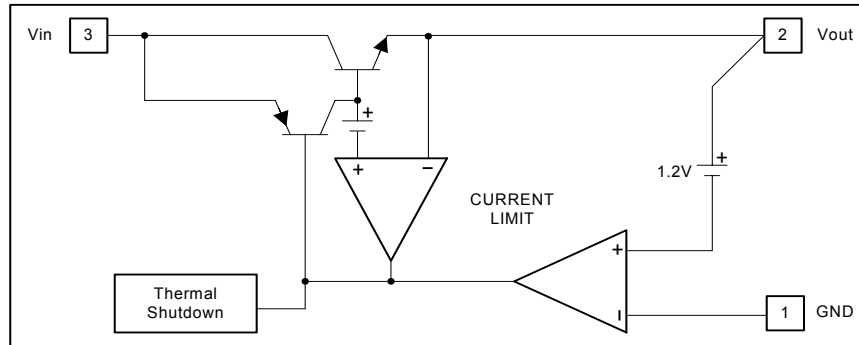 Vin 3
2 Vout
+
+ −
1.2V +
CURRENT
LIMIT
+
−
Thermal
Shutdown
1 GND